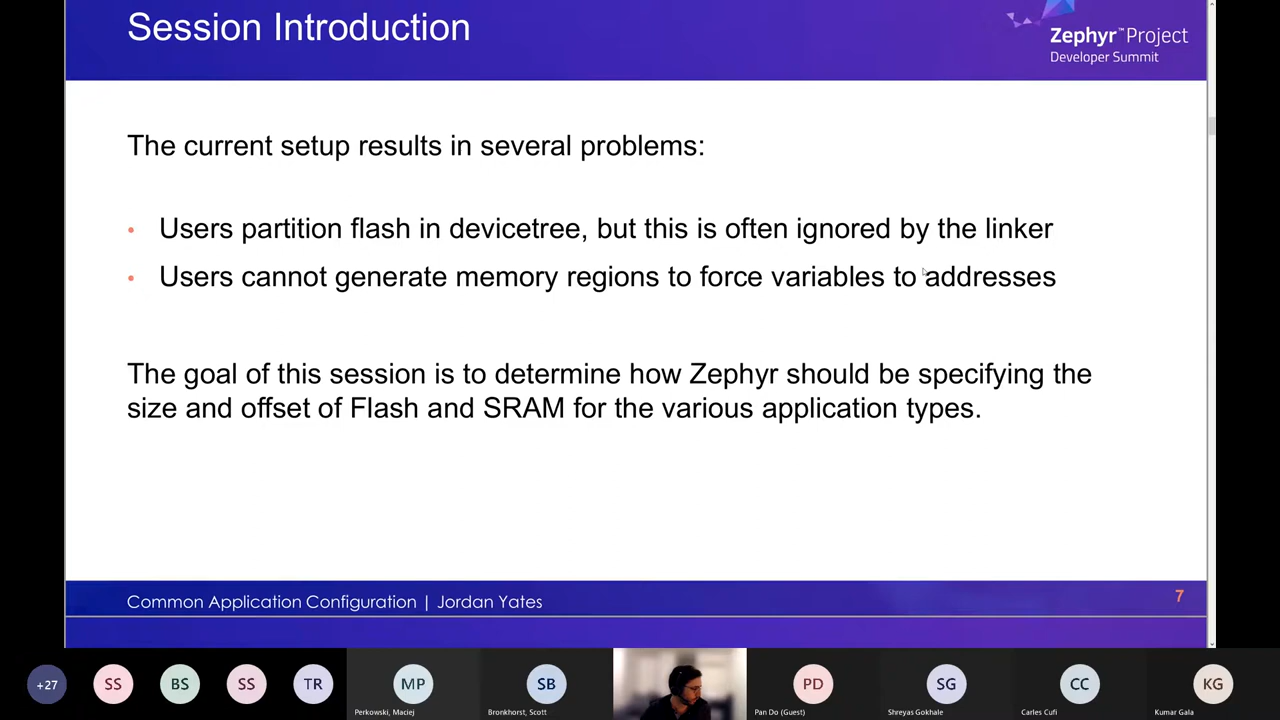 Session Introduction
Zephyr™Project
Developer Summit
The current setup results in several problems:
• Users partition flash in devicetree, but this is often ignored by the linker
• Users cannot generate memory regions to force variables to addresses
The goal of this session is to determine how Zephyr should be specifying the
size and offset of Flash and SRAM for the various application types.
Common Application Configuration | Jordan Yates
7
+27
SS
BS
SS
TR
MP
SB
PD
SG
CC
KG
Perkowski, Maciej
Bronkhorst, Scott
Pan Do (Guest)
Shreyas Gokhale
Carles Cufi
Kumar Gala